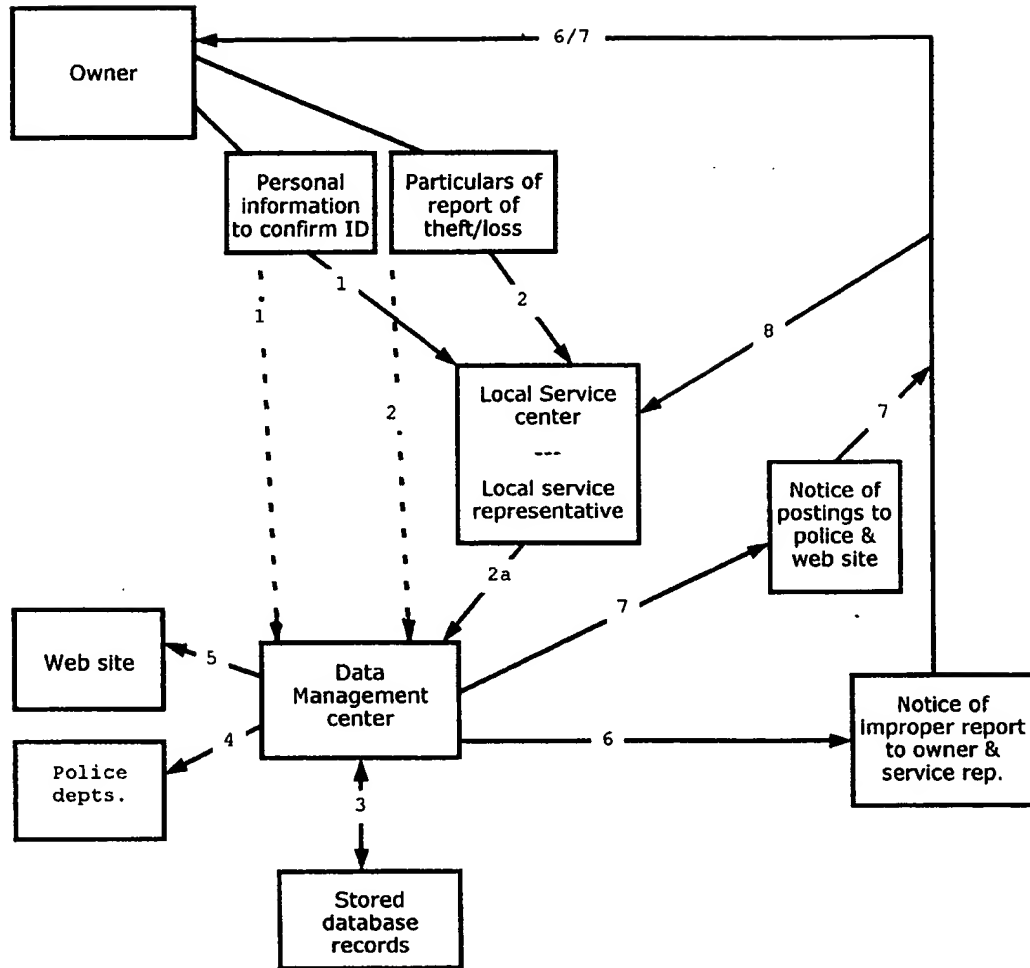 6/7
Owner
Personal
information
to confirm ID
Particulars of
report of
theft/loss
1
2
1
8
2
Local Service
center
---
Local service
representative
7
Notice of
postings to
police &
web site
2a
7
Web site
5
Data
Management
center
Notice of
improper report
to owner &
service rep.
4
6
Police
depts.
3
Stored
database
records